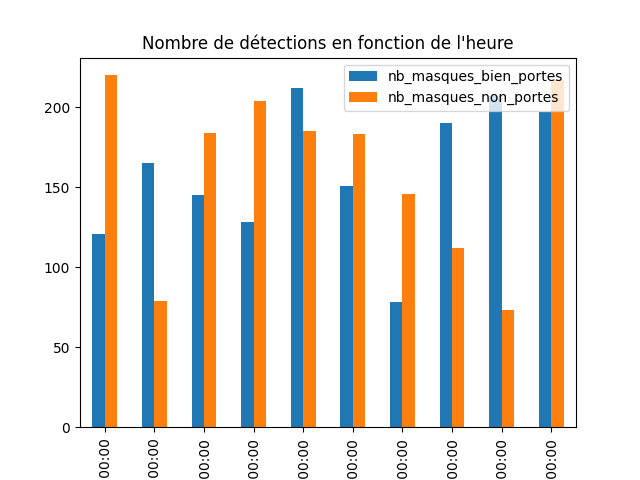 Nombre de détections en fonction de l'heure
nb_masques_bien_portes
nb_masques_non_portes
200
150
100
50
0
00:00 00:00 00:00 00:00 00:00 00:00 00:00 00:00 00:00 00:00